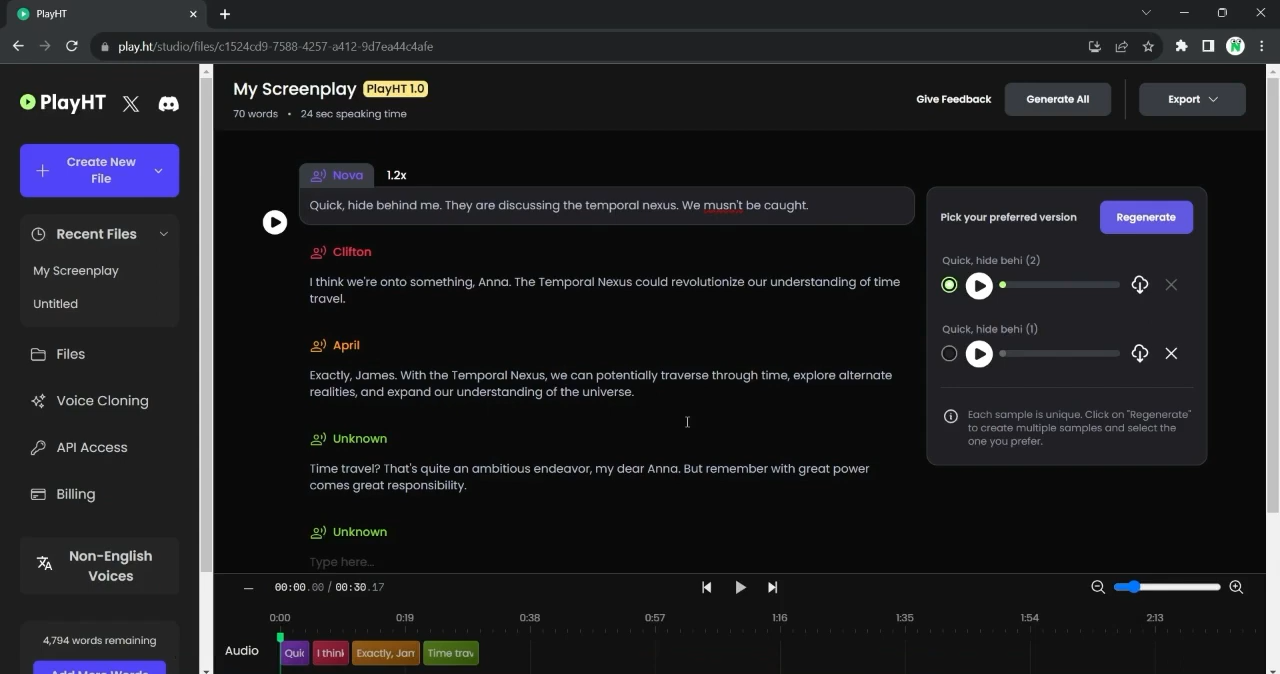 PlayHT
play.ht/studio/files/c1524cd9-7588-4257-a412-9d7ea44c4afe
PlayHT
Create New
File
Recent Files
My Screenplay
Untitled
Files
Voice Cloning
API Access
Billing
Non-English
Voices
4,794 words remaining
Add More Words
My Screenplay PlayHT 1.0
70 words • 24 sec speaking time
Give Feedback
Generate All
Export
Nova 1.2x
Quick, hide behind me. They are discussing the temporal nexus. We musn't be caught.
Clifton
I think we're onto something, Anna. The Temporal Nexus could revolutionize our understanding of time
travel.
April
Exactly, James. With the Temporal Nexus, we can potentially traverse through time, explore alternate
realities, and expand our understanding of the universe.
Unknown
Time travel? That's quite an ambitious endeavor, my dear Anna. But remember with great power
comes great responsibility.
Unknown
Type here...
Pick your preferred version
Regenerate
Quick, hide behi (2)
Quick, hide behi (1)
Each sample is unique. Click on "Regenerate"
to create multiple samples and select the
one you prefer.
00:00.00 / 00:30.17
0:00 0:19 0:38 0:57 1:16 1:35 1:54 2:13
Audio Quic I think Exactly, Jam Time trav